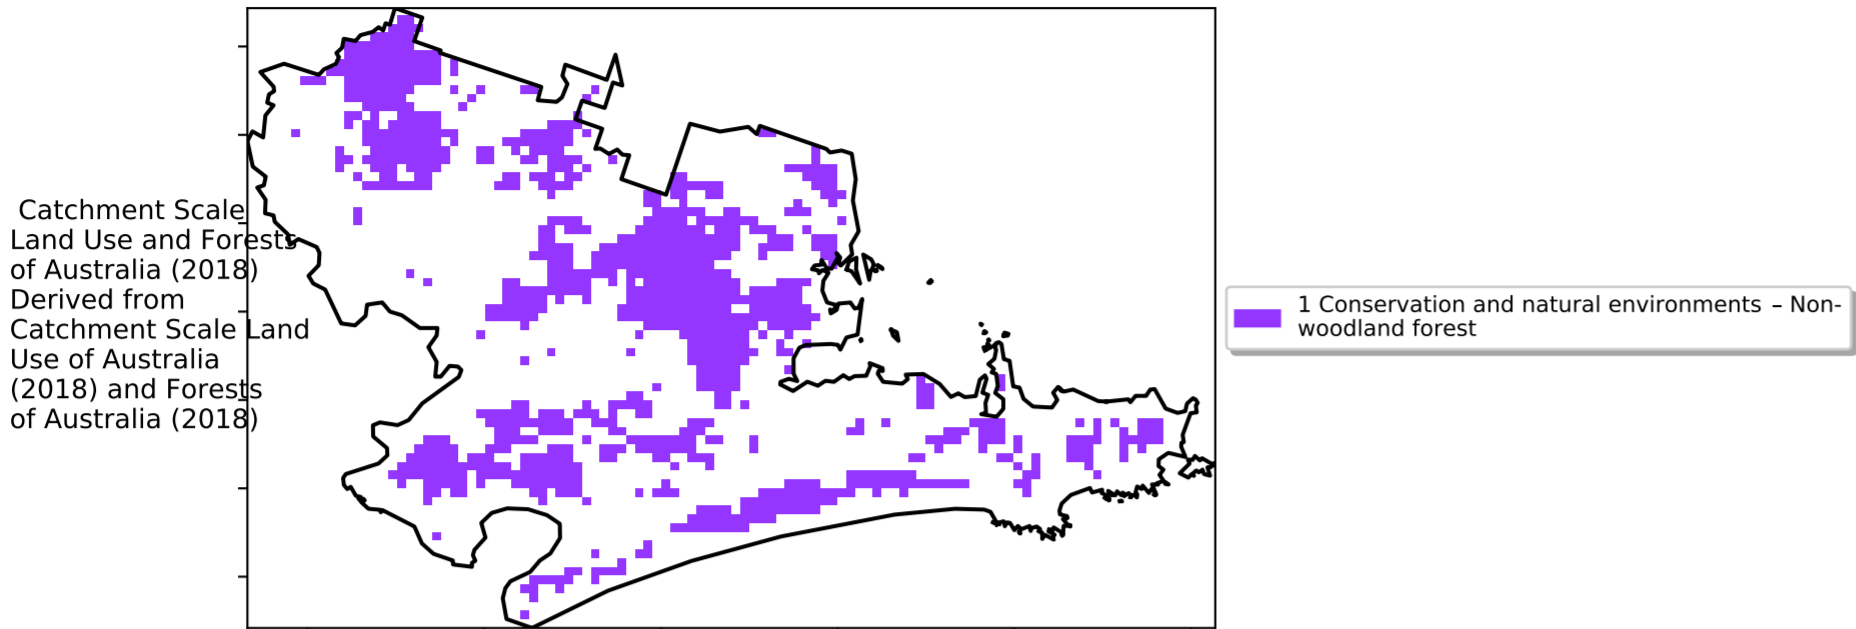 Catchment Scale
Land Use and Forests
of Australia (2018)
Derived from
Catchment Scale Land
Use of Australia
(2018) and Forests
of Australia (2018)
1 Conservation and natural environments – Non-
woodland forest